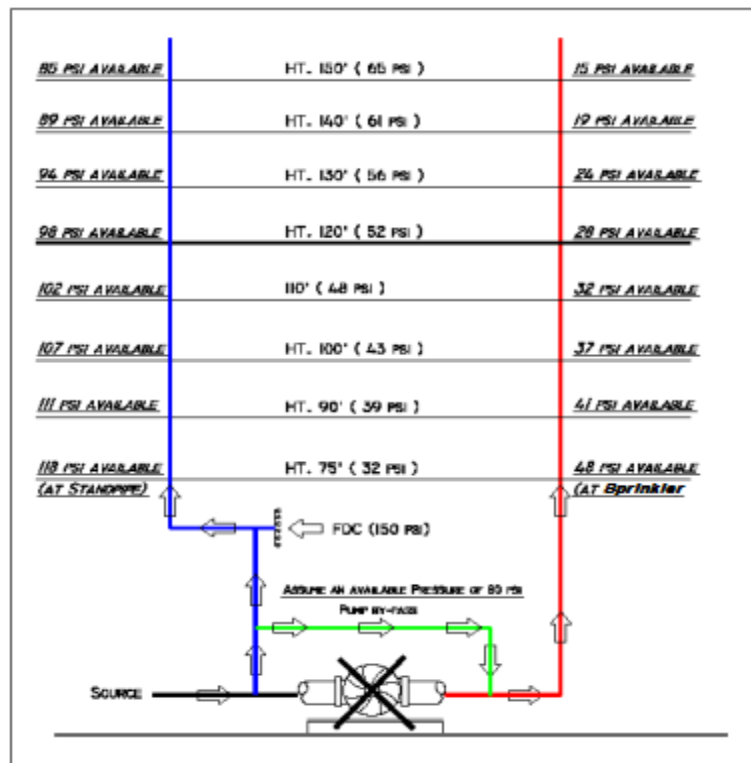 85 PSI AVAILABLE HT. 150' ( 65 PSI ) 15 PSI AVAILABLE
89 PSI AVAILABLE HT. 140' ( 61 PSI ) 19 PSI AVAILABLE
94 PSI AVAILABLE HT. 130' ( 56 PSI ) 24 PSI AVAILABLE
98 PSI AVAILABLE HT. 120' ( 52 PSI ) 28 PSI AVAILABLE
102 PSI AVAILABLE 110' ( 48 PSI ) 32 PSI AVAILABLE
107 PSI AVAILABLE HT. 100' ( 43 PSI ) 37 PSI AVAILABLE
111 PSI AVAILABLE HT. 90' ( 39 PSI ) 41 PSI AVAILABLE
118 PSI AVAILABLE HT. 75' ( 32 PSI ) 48 PSI AVAILABLE
(AT STANDPIPE) (AT Sprinkler
FDC (150 PSI)
ASSUME AN AVAILABLE PRESSURE OF 80 PSI
PUMP BY-PASS
SOURCE